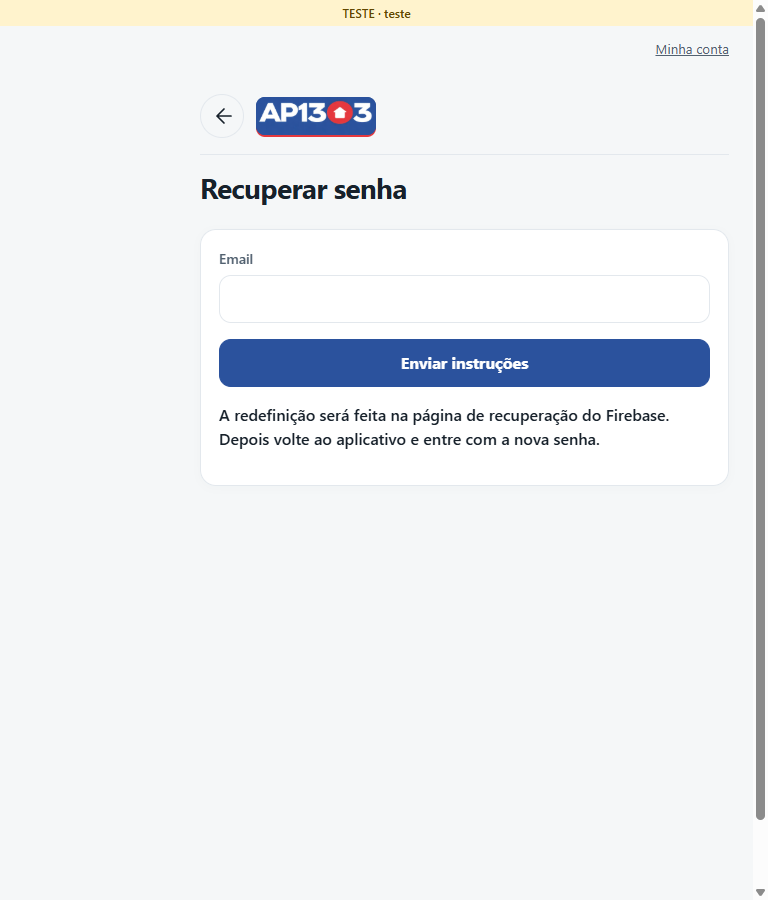 TESTE · teste
Minha conta
AP1303
Recuperar senha
Email
Enviar instruções
A redefinição será feita na página de recuperação do Firebase.
Depois volte ao aplicativo e entre com a nova senha.